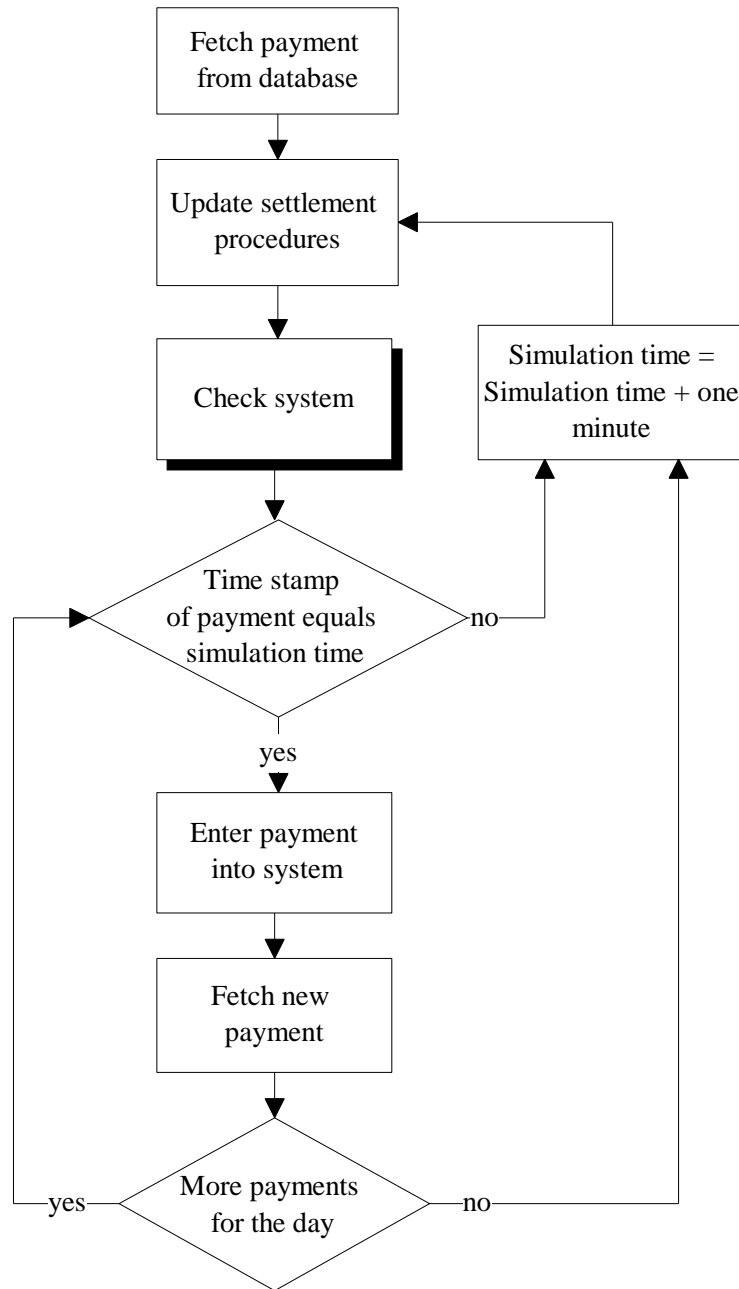 Fetch payment
from database
Update settlement
procedures
Check system
Simulation time =
Simulation time + one
minute
Time stamp
of payment equals
simulation time
no
yes
Enter payment
into system
Fetch new
payment
More payments
for the day
yes
no